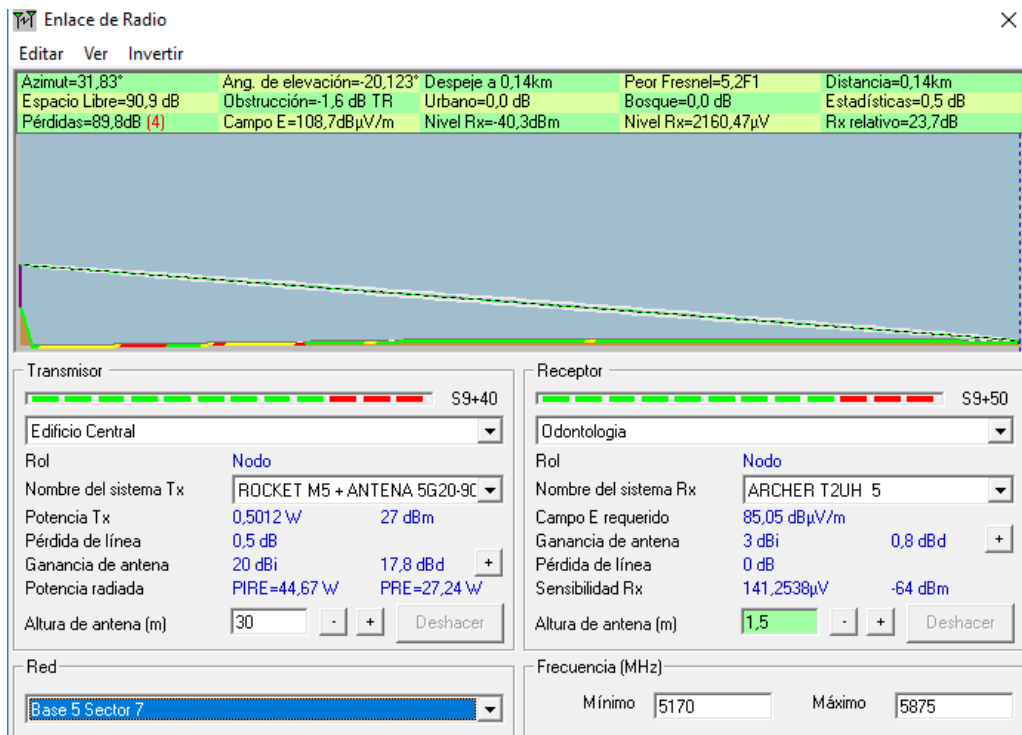 Enlace de Radio
Editar Ver Invertir
Azimut=31,83° Ang. de elevación=-20,123° Despeje a 0,14km Peor Fresnel=5,2F1 Distancia=0,14km
Espacio Libre=90,9 dB Obstrucción=-1,6 dB TR Urbano=0,0 dB Bosque=0,0 dB Estadísticas=0,5 dB
Pérdidas=89,8dB (4) Campo E=108,7dBµV/m Nivel Rx=-40,3dBm Nivel Rx=2160,47µV Rx relativo=23,7dB
Transmisor
S9+40
Edificio Central
Rol Nodo
Nombre del sistema Tx ROCKET M5 + ANTENA 5G20-90
Potencia Tx 0,5012 W 27 dBm
Pérdida de línea 0,5 dB
Ganancia de antena 20 dBi 17,8 dBd +
Potencia radiada PIRE=44,67 W PRE=27,24 W
Altura de antena (m) 30 - + Deshacer
Receptor
S9+50
Odontologia
Rol Nodo
Nombre del sistema Rx ARCHER T2UH 5
Campo E requerido 85,05 dBµV/m
Ganancia de antena 3 dBi 0,8 dBd +
Pérdida de línea 0 dB
Sensibilidad Rx 141,2538µV -64 dBm
Altura de antena (m) 1,5 - + Deshacer
Red
Base 5 Sector 7
Frecuencia (MHz)
Mínimo 5170 Máximo 5875